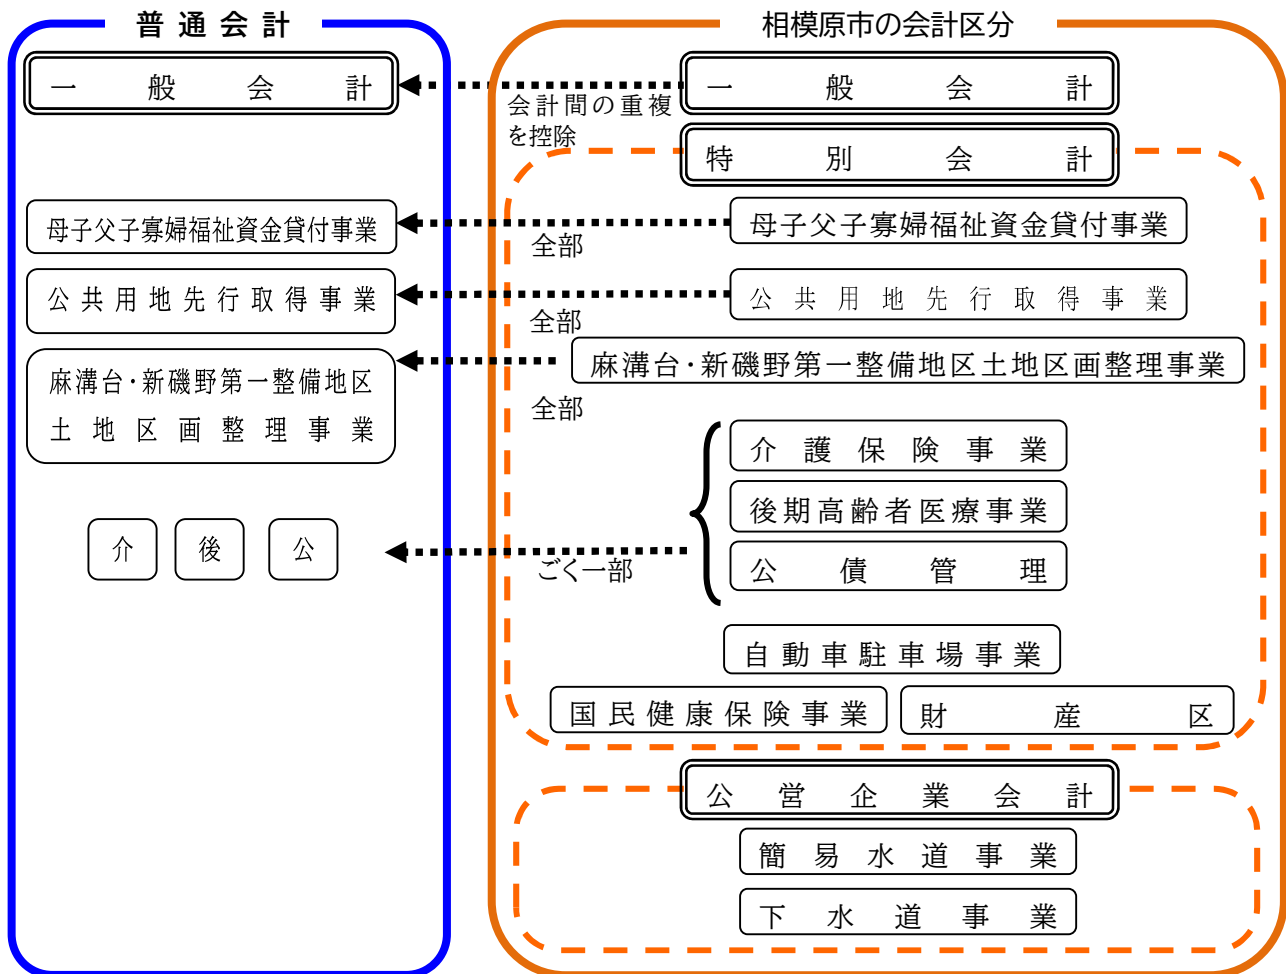 普通会計
一般会計
母子父子寡婦福祉資金貸付事業
公共用地先行取得事業
麻溝台・新磯野第一整備地区
土地区画整理事業
介
後
公
会計間の重複
を控除
全部
全部
全部
ごく一部
相模原市の会計区分
一般会計
特別会計
母子父子寡婦福祉資金貸付事業
公共用地先行取得事業
麻溝台・新磯野第一整備地区土地区画整理事業
介護保険事業
後期高齢者医療事業
公債管理
自動車駐車場事業
国民健康保険事業
財産区
公営企業会計
簡易水道事業
下水道事業